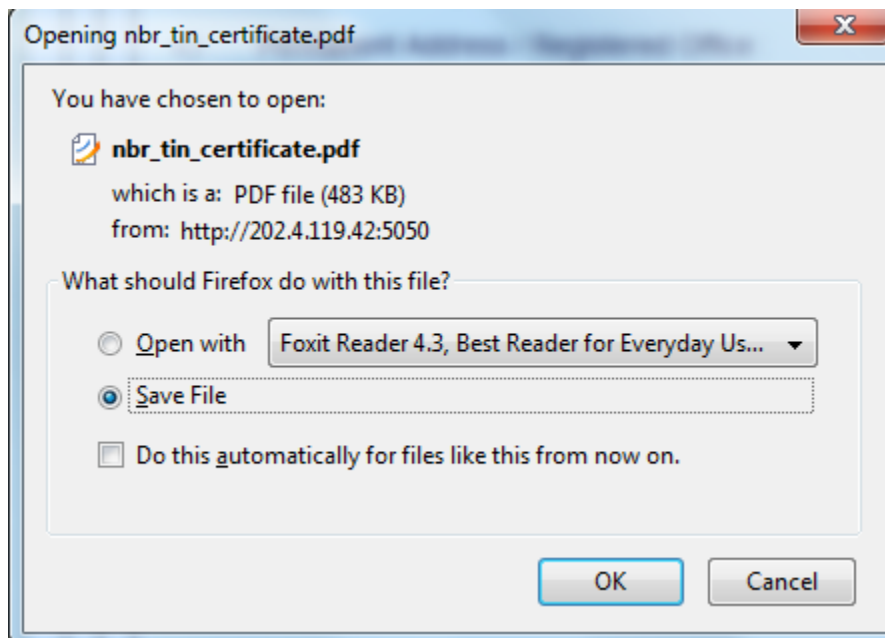 Opening nbr_tin_certificate.pdf
You have chosen to open:
nbr_tin_certificate.pdf
which is a: PDF file (483 KB)
from: http://202.4.119.42:5050
What should Firefox do with this file?
Open with
Foxit Reader 4.3, Best Reader for Everyday Us...
Save File
Do this automatically for files like this from now on.
OK
Cancel